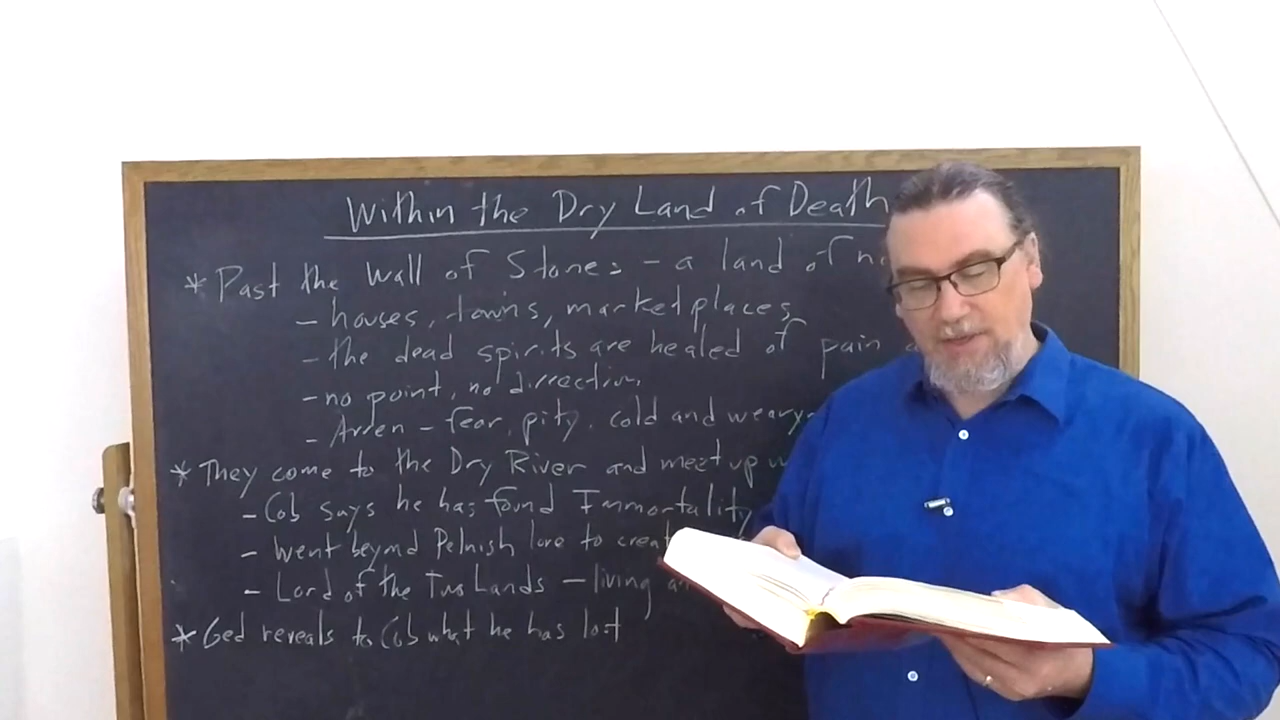 Within the Dry Land of Death
* Past the Wall of Stones - a land of
- houses, towns, marketplaces
- the dead spirits are healed of pain
- no point, no direction
- Arren - fear, pity, cold and weary
* They come to the Dry River and meet up
- Cob says he has found Immortality
- Went beyond Pelnish lore to
- Lord of the Two Lands - living
* Ged reveals to Cob what he has lost